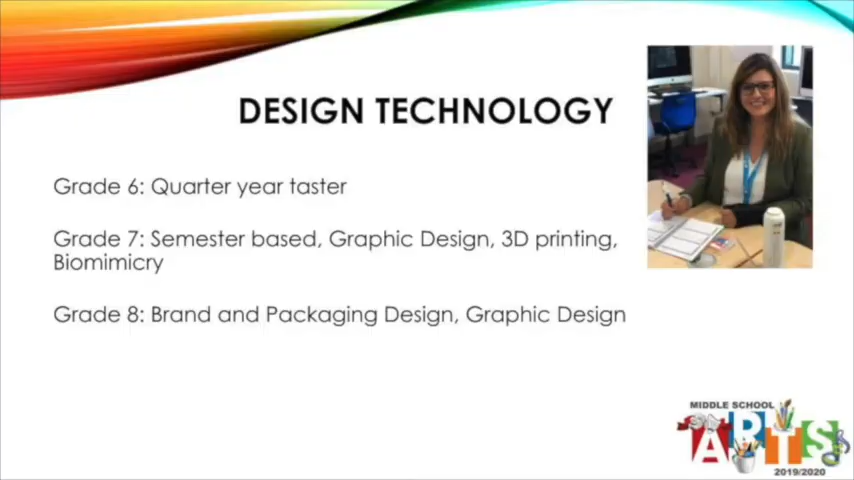 DESIGN TECHNOLOGY
Grade 6: Quarter year taster
Grade 7: Semester based, Graphic Design, 3D printing,
Biomimicry
Grade 8: Brand and Packaging Design, Graphic Design
MIDDLE SCHOOL
ARTS
2019/2020